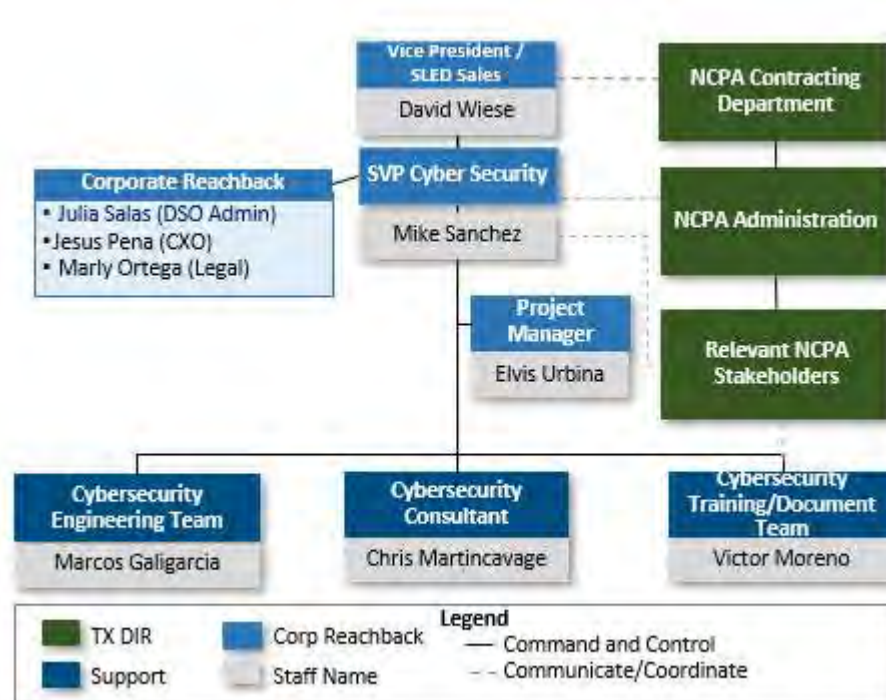 Vice President /
SLED Sales
David Wiese
NCPA Contracting
Department
SVP Cyber Security
Mike Sanchez
Corporate Reachback
• Julia Salas (DSO Admin)
•Jesus Pena (CXO)
• Marly Ortega (Legal)
NCPA Administration
Project
Manager
Elvis Urbina
Relevant NCPA
Stakeholders
Cybersecurity
Engineering Team
Marcos Galigarcia
Cybersecurity
Consultant
Chris Martincavage
Cybersecurity
Training/Document
Team
Victor Moreno
Legend
TX DIR
Corp Reachback
Command and Control
Support
Staff Name
Communicate/Coordinate